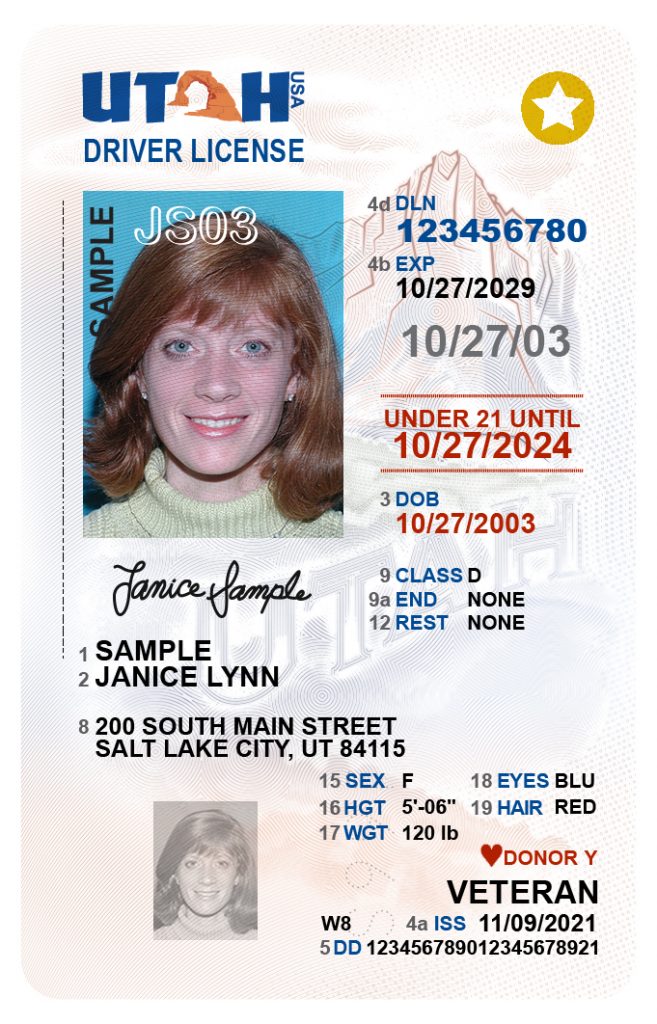 UTAH USA
DRIVER LICENSE
SAMPLE
JS03
4d DLN
123456780
4b EXP
10/27/2029
10/27/03
UNDER 21 UNTIL
10/27/2024
3 DOB
10/27/2003
9 CLASS D
9a END NONE
12 REST NONE
Janice Sample
1 SAMPLE
2 JANICE LYNN
8 200 SOUTH MAIN STREET
SALT LAKE CITY, UT 84115
15 SEX F 18 EYES BLU
16 HGT 5'-06" 19 HAIR RED
17 WGT 120 lb
DONOR Y
VETERAN
W8 4a ISS 11/09/2021
5 DD 123456789012345678921
UTAH